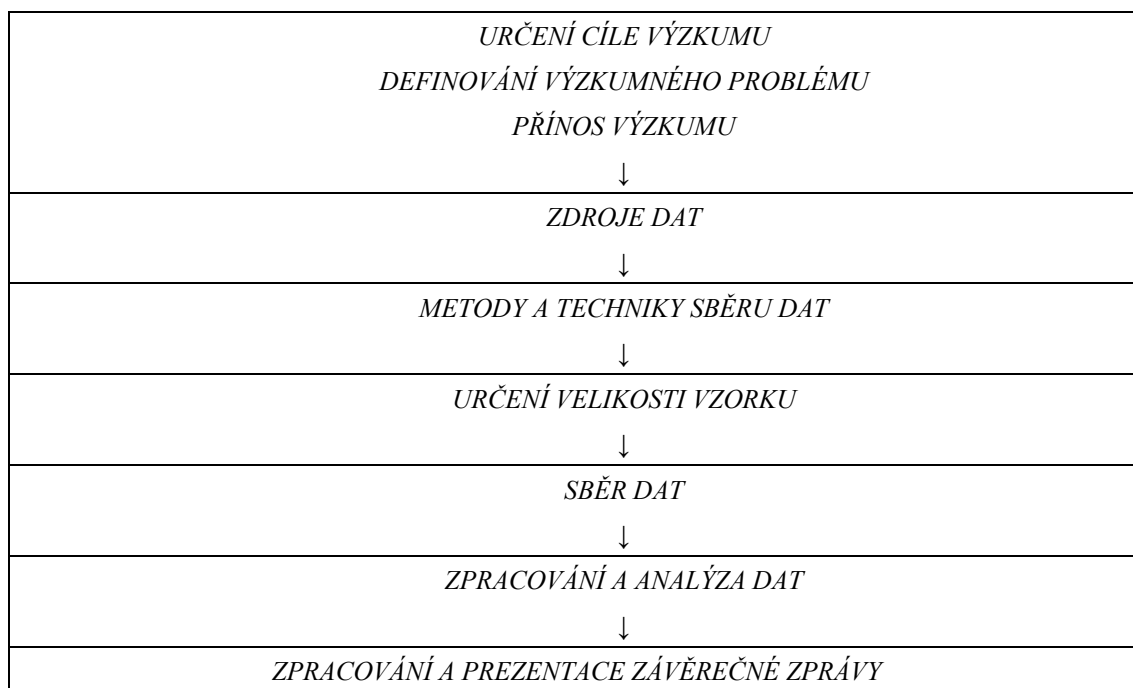 URČENÍ CÍLE VÝZKUMU
DEFINOVÁNÍ VÝZKUMNÉHO PROBLÉMU
PŘÍNOS VÝZKUMU
↓
ZDROJE DAT
↓
METODY A TECHNIKY SBĚRU DAT
↓
URČENÍ VELIKOSTI VZORKU
↓
SBĚR DAT
↓
ZPRACOVÁNÍ A ANALÝZA DAT
↓
ZPRACOVÁNÍ A PREZENTACE ZÁVĚREČNÉ ZPRÁVY